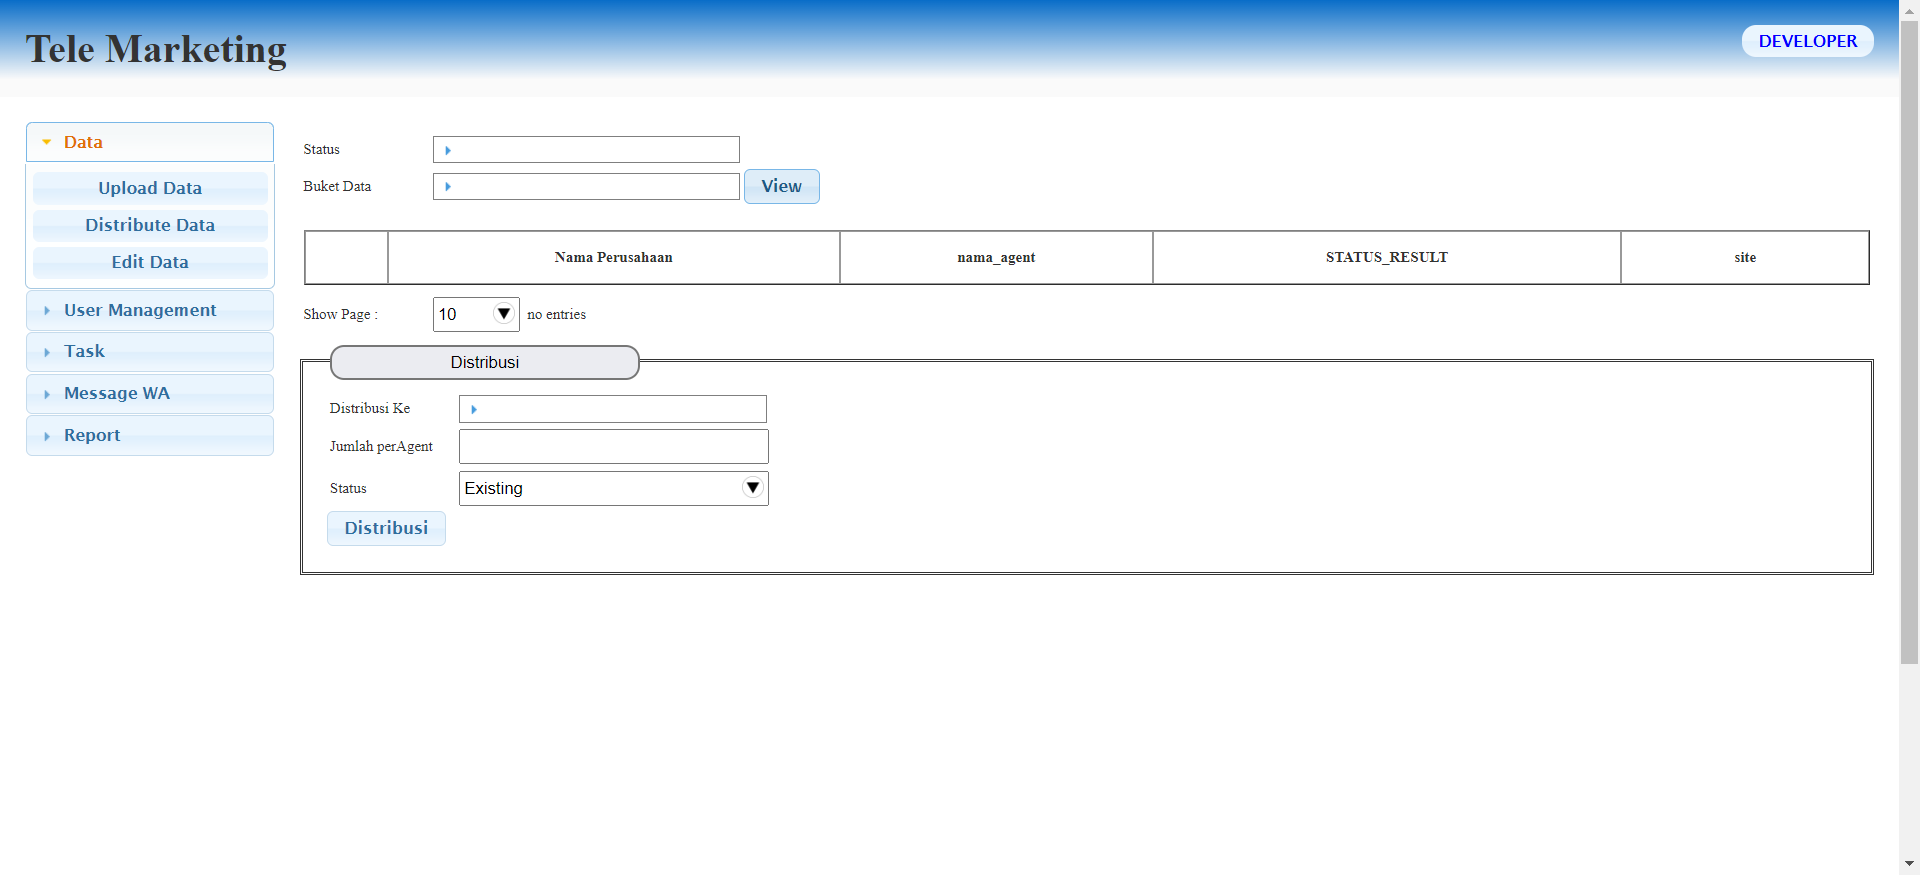 Tele Marketing
DEVELOPER
Data
Upload Data
Distribute Data
Edit Data
User Management
Task
Message WA
Report
Status
Buket Data
View
Nama Perusahaan nama_agent STATUS_RESULT site
Show Page : 10 no entries
Distribusi
Distribusi Ke
Jumlah perAgent
Status Existing
Distribusi